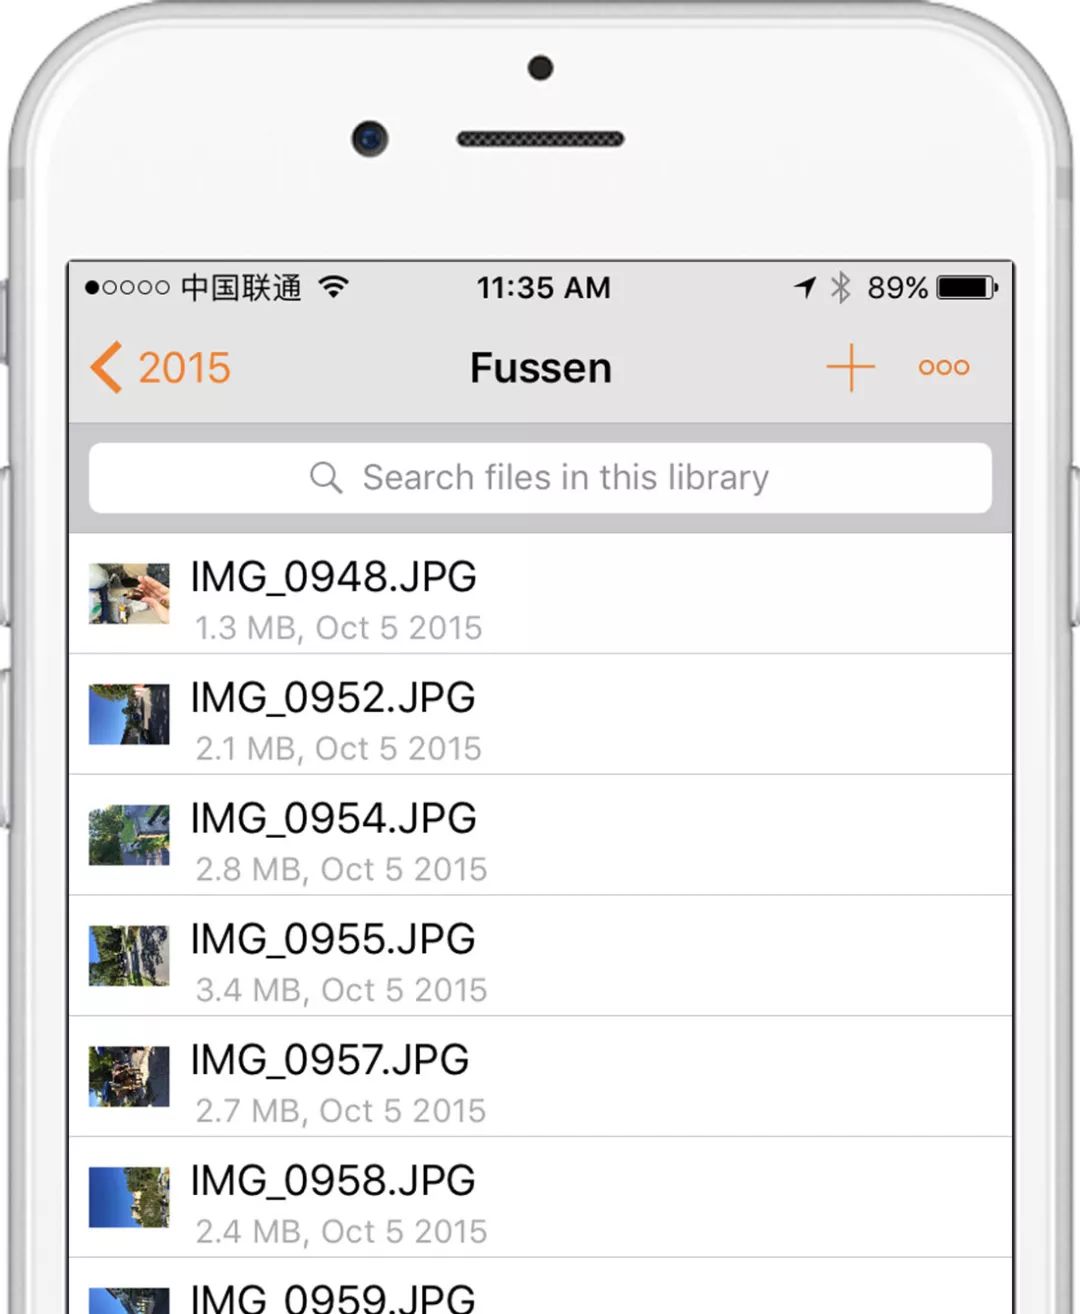 中国联通 11:35 AM 89%
2015 Fussen
Search files in this library
IMG_0948.JPG
1.3 MB, Oct 5 2015
IMG_0952.JPG
2.1 MB, Oct 5 2015
IMG_0954.JPG
2.8 MB, Oct 5 2015
IMG_0955.JPG
3.4 MB, Oct 5 2015
IMG_0957.JPG
2.7 MB, Oct 5 2015
IMG_0958.JPG
2.4 MB, Oct 5 2015
IMG_0959.JPG